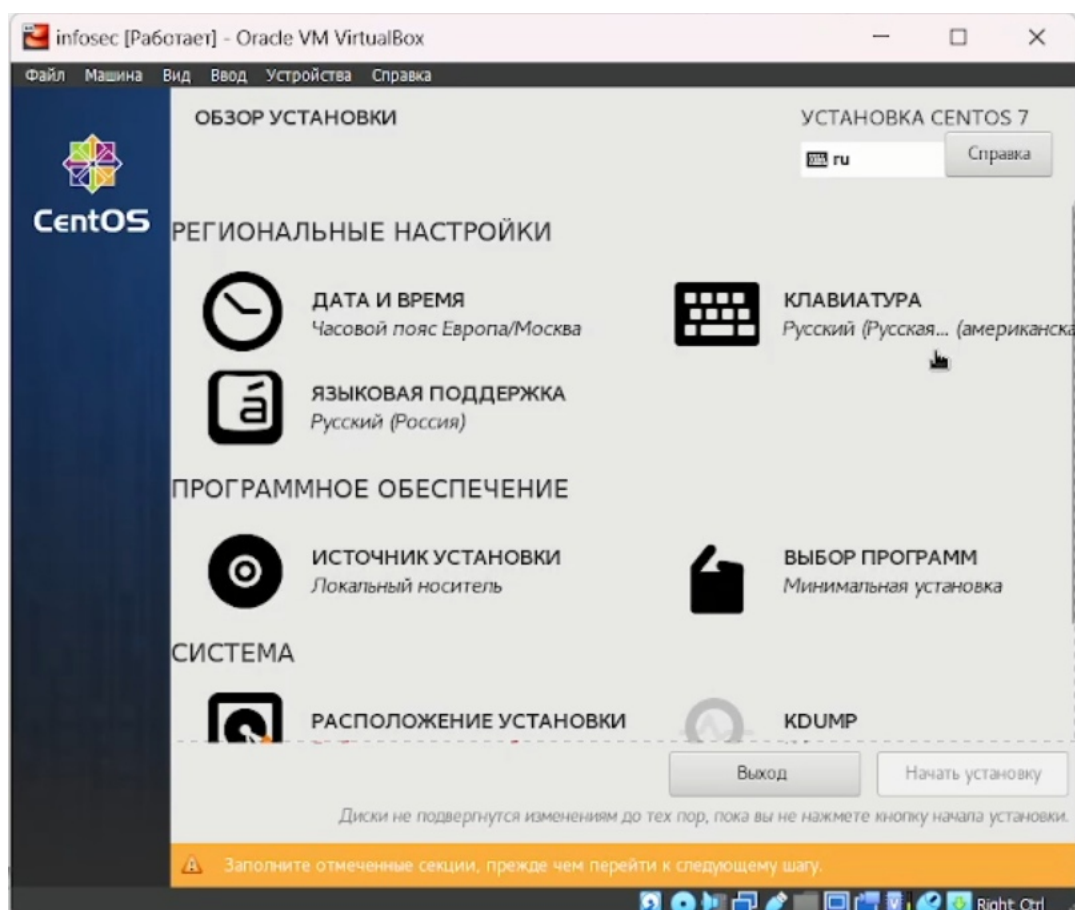 infosec [Работает] - Oracle VM VirtualBox
Файл Машина Вид Ввод Устройства Справка
ОБЗОР УСТАНОВКИ
УСТАНОВКА CENTOS 7
ru
Справка
CentOS
РЕГИОНАЛЬНЫЕ НАСТРОЙКИ
ДАТА И ВРЕМЯ
Часовой пояс Европа/Москва
КЛАВИАТУРА
Русский (Русская... (американска
ЯЗЫКОВАЯ ПОДДЕРЖКА
Русский (Россия)
ПРОГРАММНОЕ ОБЕСПЕЧЕНИЕ
ИСТОЧНИК УСТАНОВКИ
Локальный носитель
ВЫБОР ПРОГРАММ
Минимальная установка
СИСТЕМА
РАСПОЛОЖЕНИЕ УСТАНОВКИ
KDUMP
Выход
Начать установку
Диски не подвергнутся изменениям до тех пор, пока вы не нажмете кнопку начала установки.
Заполните отмеченные секции, прежде чем перейти к следующему шагу.
Right Ctrl